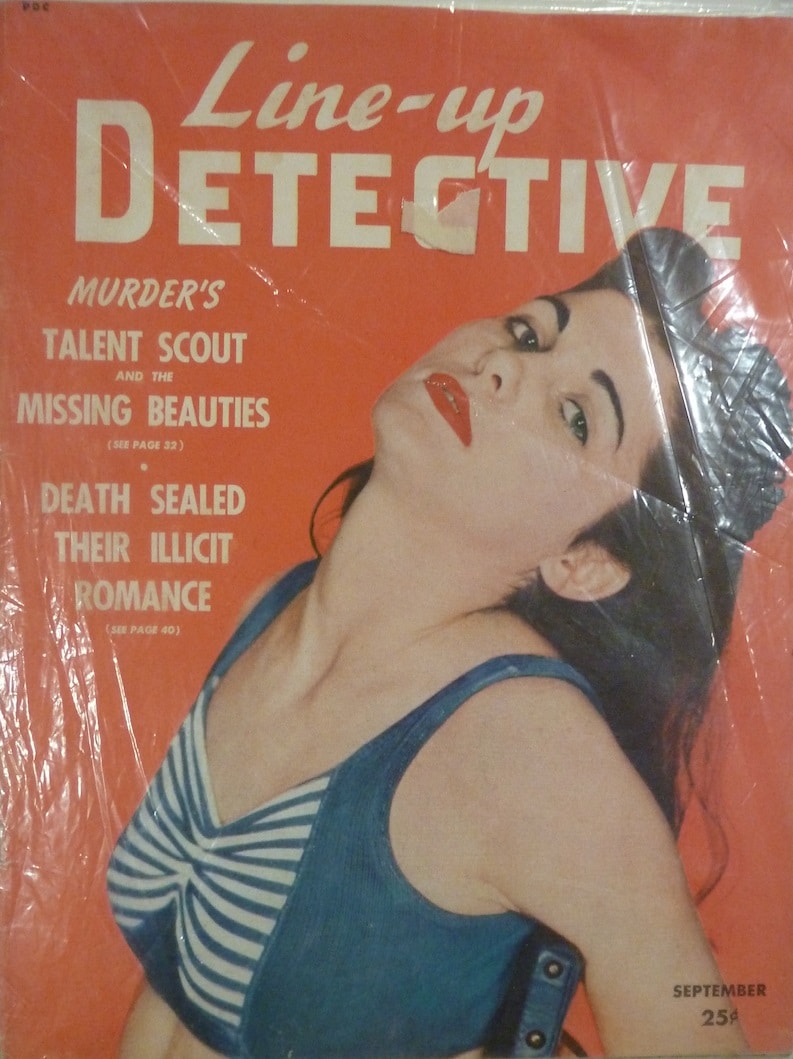 PDC
Line-up
DETECTIVE
MURDER'S
TALENT SCOUT
AND THE
MISSING BEAUTIES
(SEE PAGE 32)
•
DEATH SEALED
THEIR ILLICIT
ROMANCE
(SEE PAGE 40)
SEPTEMBER
25¢